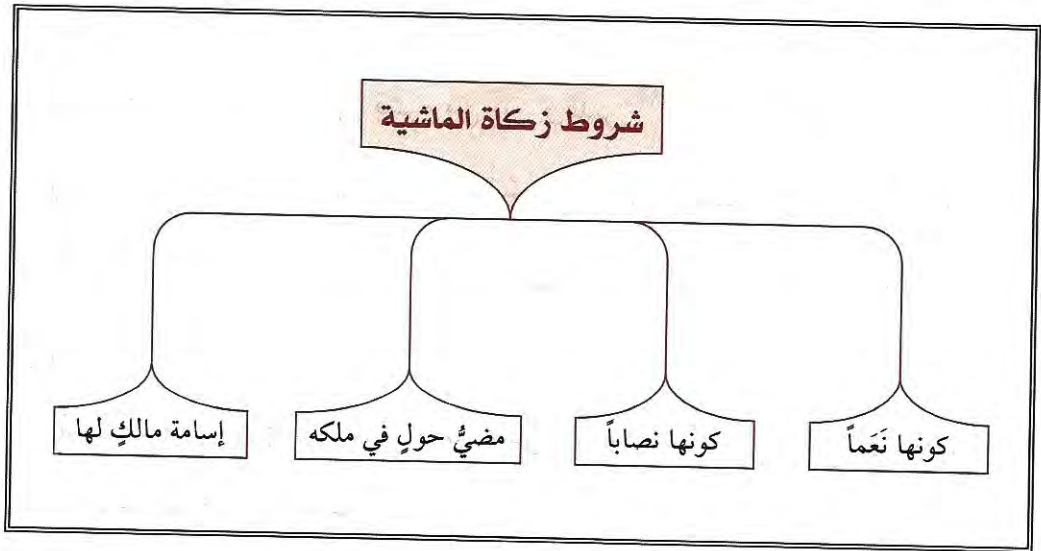 شروط زكاة الماشية
كونها نَعَماً
كونها نصاباً
مضيُّ حولٍ في ملكه
إسامة مالكٍ لها